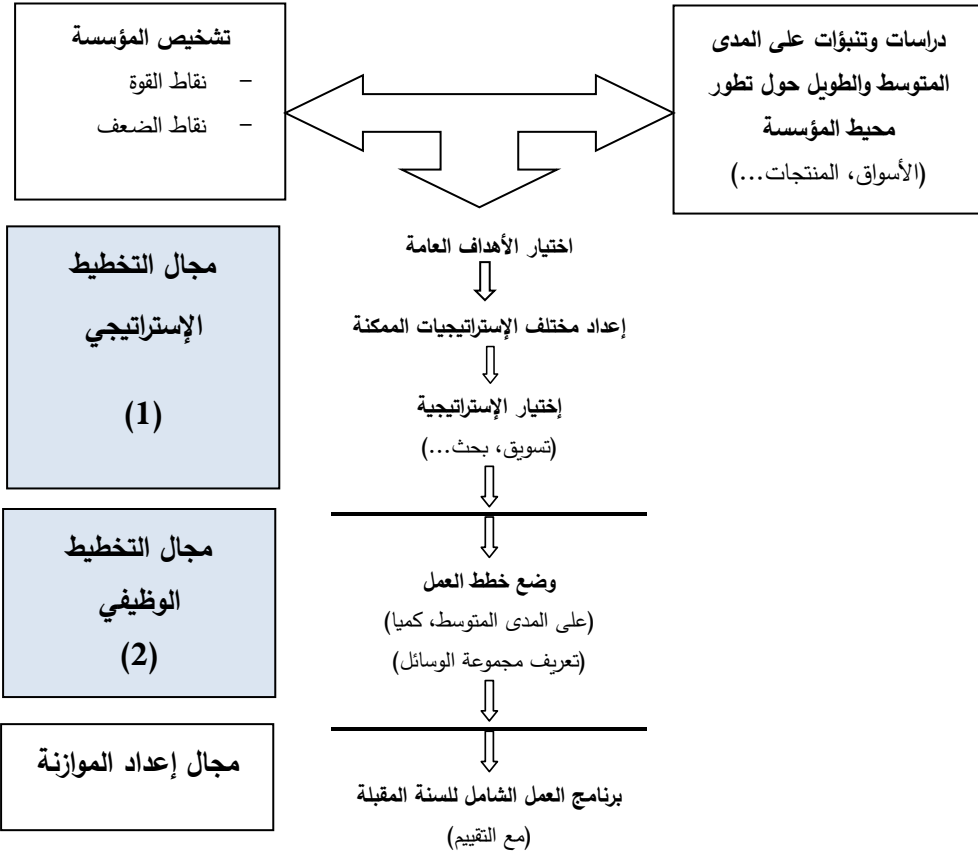 دراسات وتنبؤات على المدى
المتوسط والطويل حول تطور
محيط المؤسسة
(الأسواق، المنتجات...)
تشخيص المؤسسة
- نقاط القوة
- نقاط الضعف
اختيار الأهداف العامة
إعداد مختلف الإستراتيجيات الممكنة
إختيار الإستراتيجية
(تسويق، بحث...)
مجال التخطيط
الإستراتيجي
(1)
وضع خطط العمل
(على المدى المتوسط، كميا)
(تعريف مجموعة الوسائل)
مجال التخطيط
الوظيفي
(2)
برنامج العمل الشامل للسنة المقبلة
(مع التقييم)
مجال إعداد الموازنة